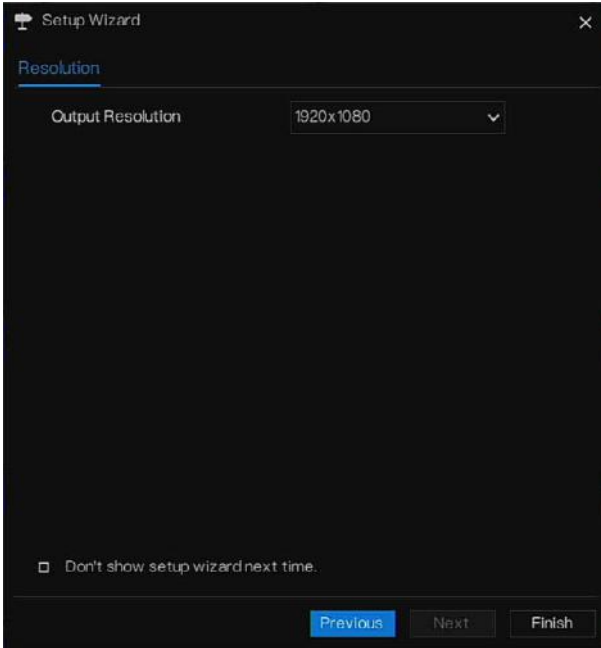 Setup Wizard
Resolution
Output Resolution 1920x1080
Don't show setup wizard next time.
Previous Next Finish